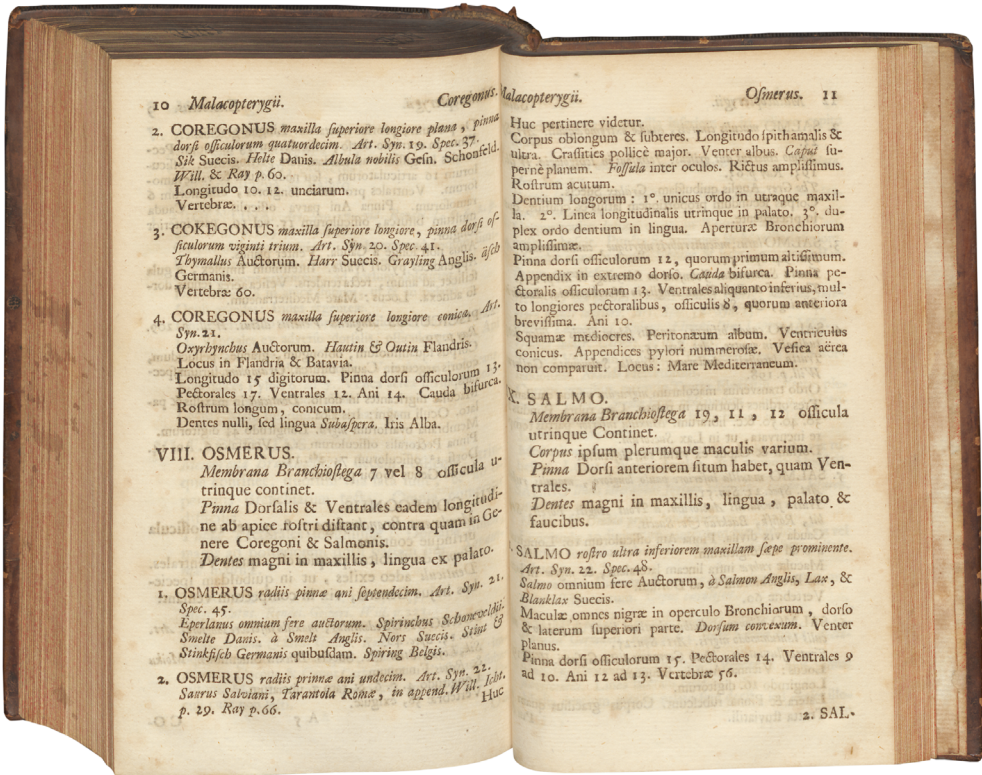 10 Malacopterygii. Coregonus.
2. COREGONUS maxilla superiore longiore plana, pinna
dorsi officulorum quatuordecim. Art. Syn. 19. Spec. 37.
Sik Suecis. Helte Danis. Albula nobilis Gesn. Schonfeld.
Will. & Ray p. 60.
Longitudo 10. 12. unciarum.
Vertebræ. . . .
3. COKEGONUS maxilla superiore longiore, pinna dorsi of-
siculorum viginti trium. Art. Syn. 20. Spec. 41.
Thymallus Auctorum. Harr Suecis. Grayling Anglis. äsch
Germanis.
Vertebræ 60.
4. COREGONUS maxilla superiore longiore conica. Art.
Syn. 21.
Oxyrhynchus Auctorum. Hautin & Outin Flandris.
Locus in Flandria & Batavia.
Longitudo 15 digitorum. Pinna dorsi officulorum 13.
Pectorales 17. Ventrales 12. Ani 14. Cauda bifurca.
Rostrum longum, conicum.
Dentes nulli, sed lingua Subaspera. Iris Alba.
VIII. OSMERUS.
Membrana Branchiostega 7 vel 8 officula u-
trinque continet.
Pinna Dorsalis & Ventrales eadem longitudi-
ne ab apice rostri distant, contra quam in Ge-
nere Coregoni & Salmonis.
Dentes magni in maxillis, lingua ex palato.
1. OSMERUS radiis pinnæ ani septendecim. Art. Syn. 21.
Spec. 45.
Eperlanus omnium fere auctorum. Spirinchus Schoneveldii.
Smelte Danis. à Smelt Anglis. Nors Suecis. Stint &
Stinkfisch Germanis quibusdam. Spiring Belgis.
2. OSMERUS radiis prinnæ ani undecim. Art. Syn. 22.
Saurus Salviani, Tarantola Romæ, in append. Will. Icht.
p. 29. Ray p. 66.
Huc
Malacopterygii. Osmerus. 11
Huc pertinere videtur.
Corpus oblongum & subteres. Longitudo spithamalis &
ultra. Crassities pollice major. Venter albus. Caput su-
pernè planum. Fossula inter oculos. Rictus amplissimus.
Rostrum acutum.
Dentium longorum: 1°. unicus ordo in utraque maxil-
la. 2°. Linea longitudinalis utrinque in palato. 3°. du-
plex ordo dentium in lingua. Aperturæ Bronchiorum
amplissimæ.
Pinna dorsi officulorum 12, quorum primum altissimum.
Appendix in extremo dorso. Cauda bifurca. Pinna pe-
ctoralis officulorum 13. Ventrales aliquanto inferius, mul-
to longiores pectoralibus, officulis 8, quorum anteriora
brevissima. Ani 10.
Squamæ mediocres. Peritonæum album. Ventriculus
conicus. Appendices pylori nummerosæ. Vesica aërea
non comparuit. Locus: Mare Mediterraneum.
X. SALMO.
Membrana Branchiostega 19, 11, 12 officula
utrinque Continet.
Corpus ipsum plerumque maculis varium.
Pinna Dorsi anteriorem situm habet, quam Ven-
trales.
Dentes magni in maxillis, lingua, palato &
faucibus.
SALMO rostro ultra inferiorem maxillam sæpe prominente.
Art. Syn. 22. Spec. 48.
Salmo omnium fere Auctorum, à Salmon Anglis, Lax, &
Blanklax Suecis.
Maculæ omnes nigræ in operculo Bronchiorum, dorso
& laterum superiori parte. Dorsum convexum. Venter
planus.
Pinna dorsi officulorum 15. Pectorales 14. Ventrales 9
ad 10. Ani 12 ad 13. Vertebræ 56.
2. SAL-